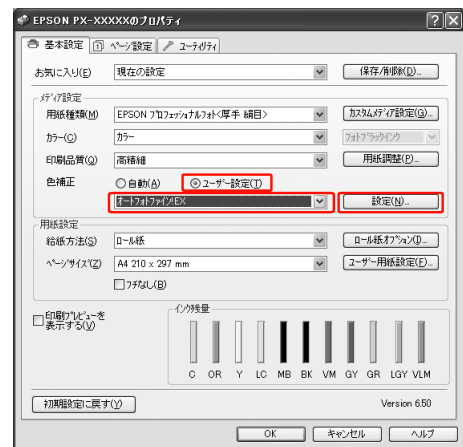 EPSON PX-XXXXXのプロパティ
基本設定 ページ設定 ユーティリティ
お気に入り(E) 現在の設定 保存/削除(D)...
メディア設定
用紙種類(M) EPSON プロフェッショナルフォト<厚手 絹目> カスタムメディア設定(G)...
カラー(C) カラー フォトブラックインク
印刷品質(Q) 高精細 用紙調整(P)...
色補正 自動(A) ユーザー設定(T)
オートフォトファイン!EX 設定(N)...
用紙設定
給紙方法(S) ロール紙 ロール紙オプション(I)...
ページサイズ(Z) A4 210 x 297 mm ユーザー用紙設定(F)...
フチなし(B)
印刷プレビューを表示する(V)
インク残量
C OR Y LC MB BK VM GY GR LGY VLM
初期設定に戻す(Y) Version 6.50
OK キャンセル ヘルプ